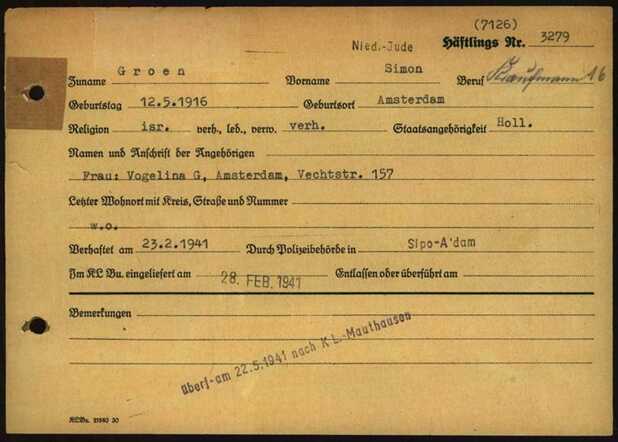 (7126)
Nied.-Jude Häftlings Nr. 3279
Zuname Groen Vorname Simon Beruf Kaufmann 16
Geburtstag 12.5.1916 Geburtsort Amsterdam
Religion isr. verh., led., verw. verh. Staatsangehörigkeit Holl.
Namen und Anschrift der Angehörigen
Frau: Vogelina G, Amsterdam, Vechtstr. 157
Letzter Wohnort mit Kreis, Straße und Nummer
w.o.
Verhaftet am 23.2.1941 Durch Polizeibehörde in Sipo-A'dam
Im KL Bu. eingeliefert am 28. FEB. 1941 Entlassen oder überführt am
Bemerkungen
überf. am 22.5.1941 nach K.L.-Mauthausen